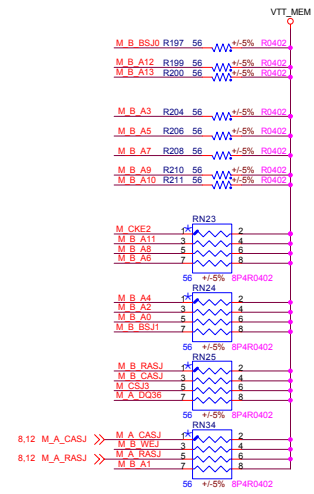 VTT_MEM
M_B_BSJ0 R197 56 +/-5% R0402
M_B_A12 R199 56 +/-5% R0402
M_B_A13 R200 56 R0402
M_B_A3 R204 56 +/-5% R0402
M_B_A5 R206 56 +/-5% R0402
M_B_A7 R208 56 +/-5% R0402
M_B_A9 R210 56 +/-5% R0402
M_B_A10 R211 56 +/-5% R0402
RN23
M_CKE2 1 * 2
M_B_A11 3 4
M_B_A8 5 6
M_B_A6 7 8
56 +/-5% 8P4R0402
RN24
M_B_A4 1 * 2
M_B_A2 3 4
M_B_A0 5 6
M_B_BSJ1 7 8
56 +/-5% 8P4R0402
RN25
M_B_RASJ 1 * 2
M_B_CASJ 3 4
M_CSJ3 5 6
M_A_DQ36 7 8
56 +/-5% 8P4R0402
RN34
8,12 M_A_CASJ M_A_CASJ 1 * 2
M_B_WEJ 3 4
8,12 M_A_RASJ M_A_RASJ 5 6
M_B_A1 7 8
56 +/-5% 8P4R0402